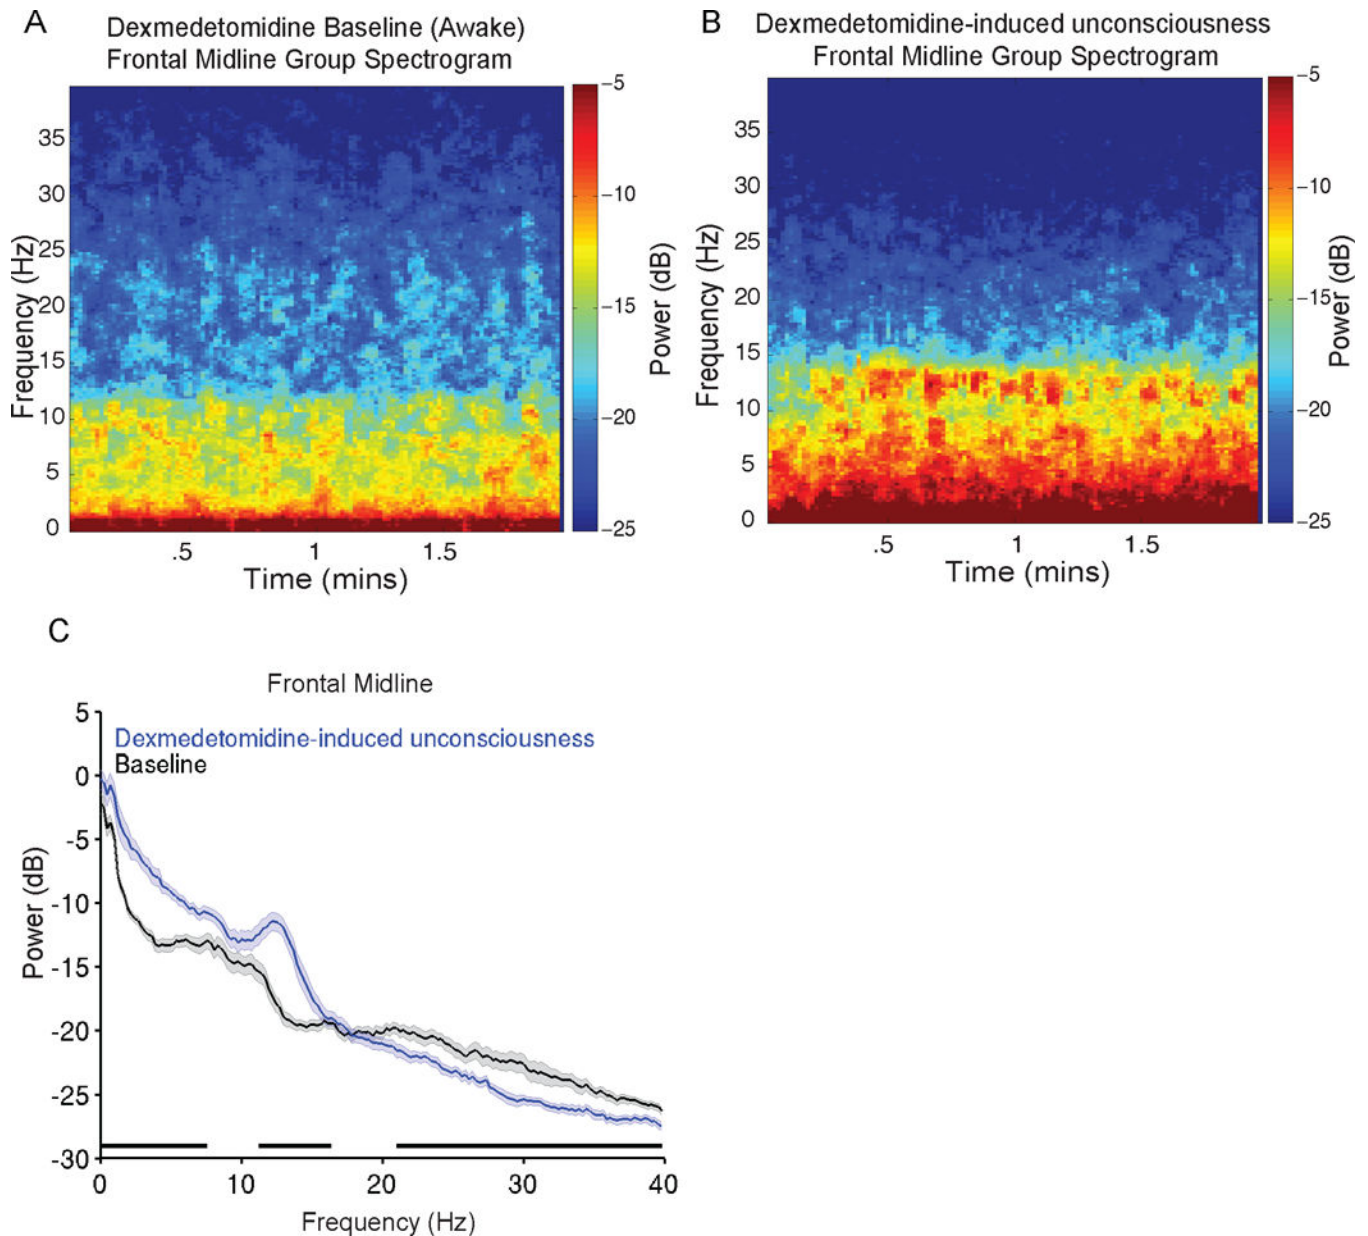 A
Dexmedetomidine Baseline (Awake)
Frontal Midline Group Spectrogram
Frequency (Hz)
35
30
25
20
15
10
5
0
.5 1 1.5
Time (mins)
−5
−10
−15
−20
−25
Power (dB)
B
Dexmedetomidine-induced unconsciousness
Frontal Midline Group Spectrogram
Frequency (Hz)
35
30
25
20
15
10
5
0
.5 1 1.5
Time (mins)
−5
−10
−15
−20
−25
Power (dB)
C
Frontal Midline
Dexmedetomidine-induced unconsciousness
Baseline
Power (dB)
5
0
-5
-10
-15
-20
-25
-30
0 10 20 30 40
Frequency (Hz)